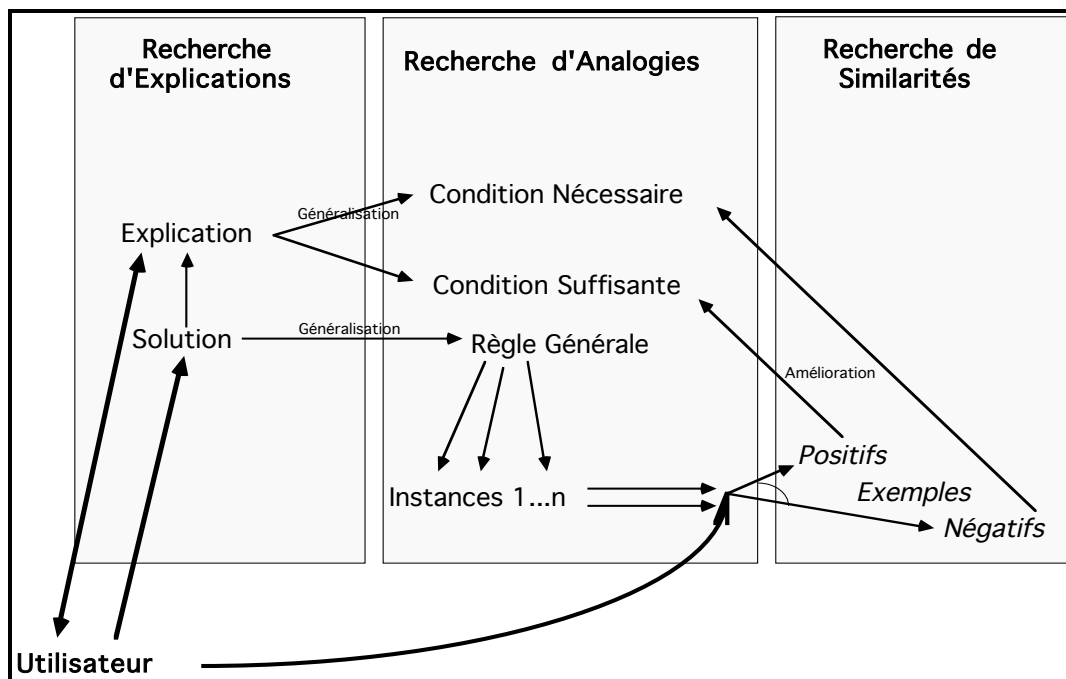 Recherche
d'Explications
Recherche d'Analogies
Recherche de
Similarités
Condition Nécessaire
Généralisation
Explication
Condition Suffisante
Généralisation
Solution
Règle Générale
Amélioration
Positifs
Instances 1...n
Exemples
Négatifs
Utilisateur